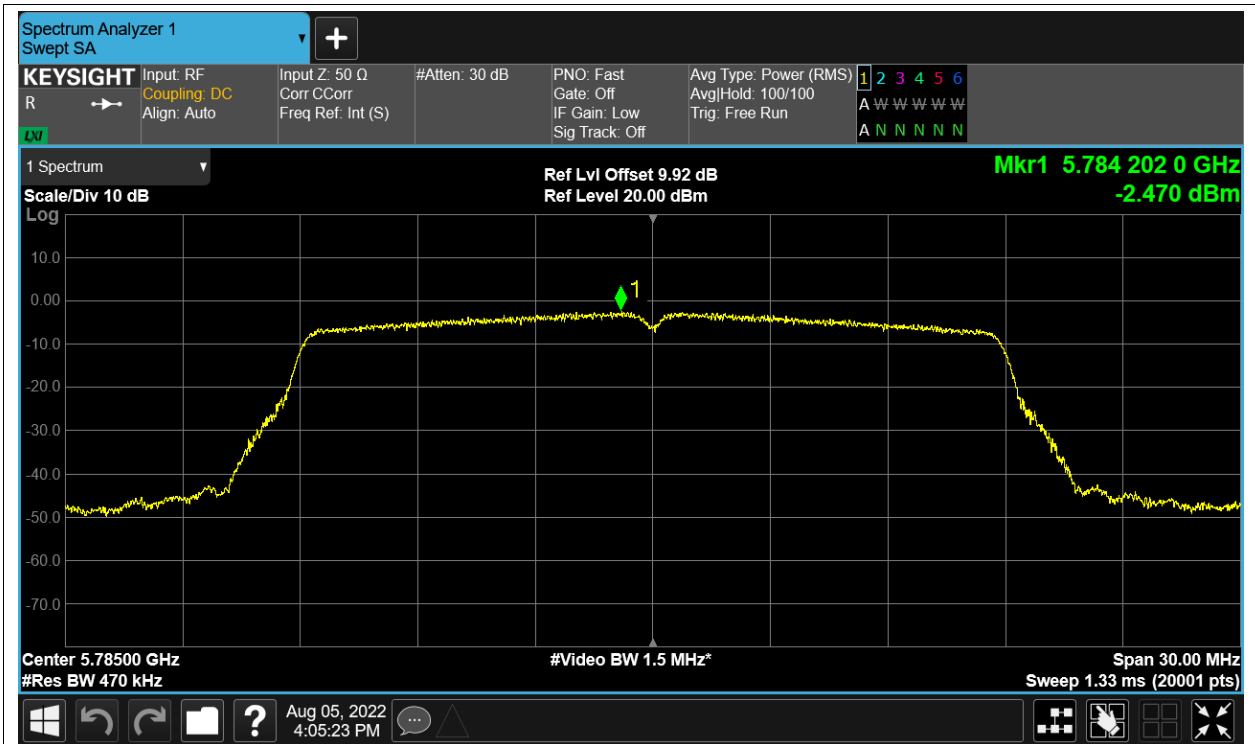 Spectrum Analyzer 1
Swept SA
KEYSIGHT
R
LXI
Input: RF
Coupling: DC
Align: Auto
Input Z: 50 Ω
Corr CCorr
Freq Ref: Int (S)
#Atten: 30 dB
PNO: Fast
Gate: Off
IF Gain: Low
Sig Track: Off
Avg Type: Power (RMS)
Avg|Hold: 100/100
Trig: Free Run
1 2 3 4 5 6
A W W W W W
A N N N N N
1 Spectrum
Scale/Div 10 dB
Ref Lvl Offset 9.92 dB
Ref Level 20.00 dBm
Mkr1 5.784 202 0 GHz
-2.470 dBm
Log
10.0
0.00
-10.0
-20.0
-30.0
-40.0
-50.0
-60.0
-70.0
1
Center 5.78500 GHz
#Res BW 470 kHz
#Video BW 1.5 MHz*
Span 30.00 MHz
Sweep 1.33 ms (20001 pts)
?
Aug 05, 2022
4:05:23 PM